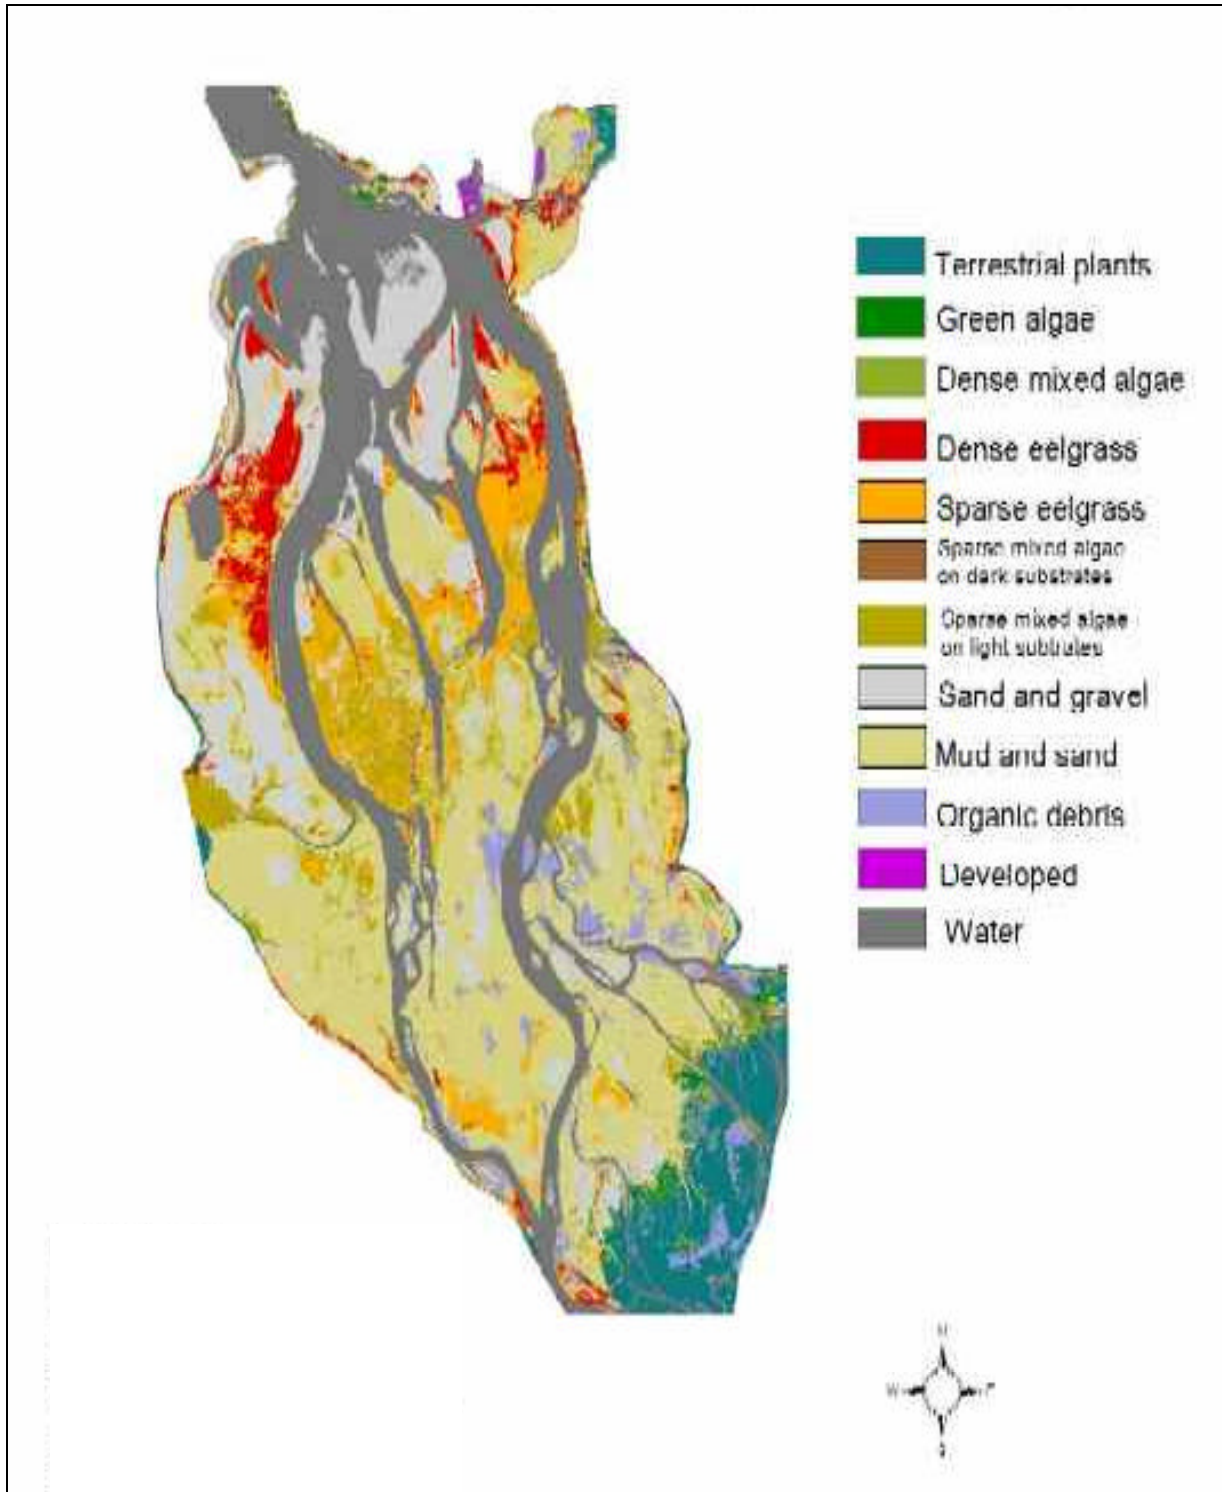 Terrestrial plants
Green algae
Dense mixed algae
Dense eelgrass
Sparse eelgrass
Sparse mixed algae
on dark substrates
Sparse mixed algae
on light subtrates
Sand and gravel
Mud and sand
Organic debris
Developed
Water
W